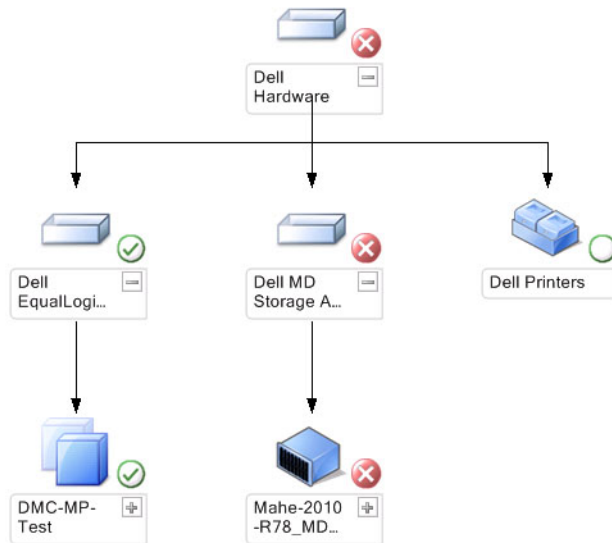 Dell
Hardware
Dell
EqualLogi...
Dell MD
Storage A...
Dell Printers
DMC-MP-
Test
Mahe-2010
-R78_MD...